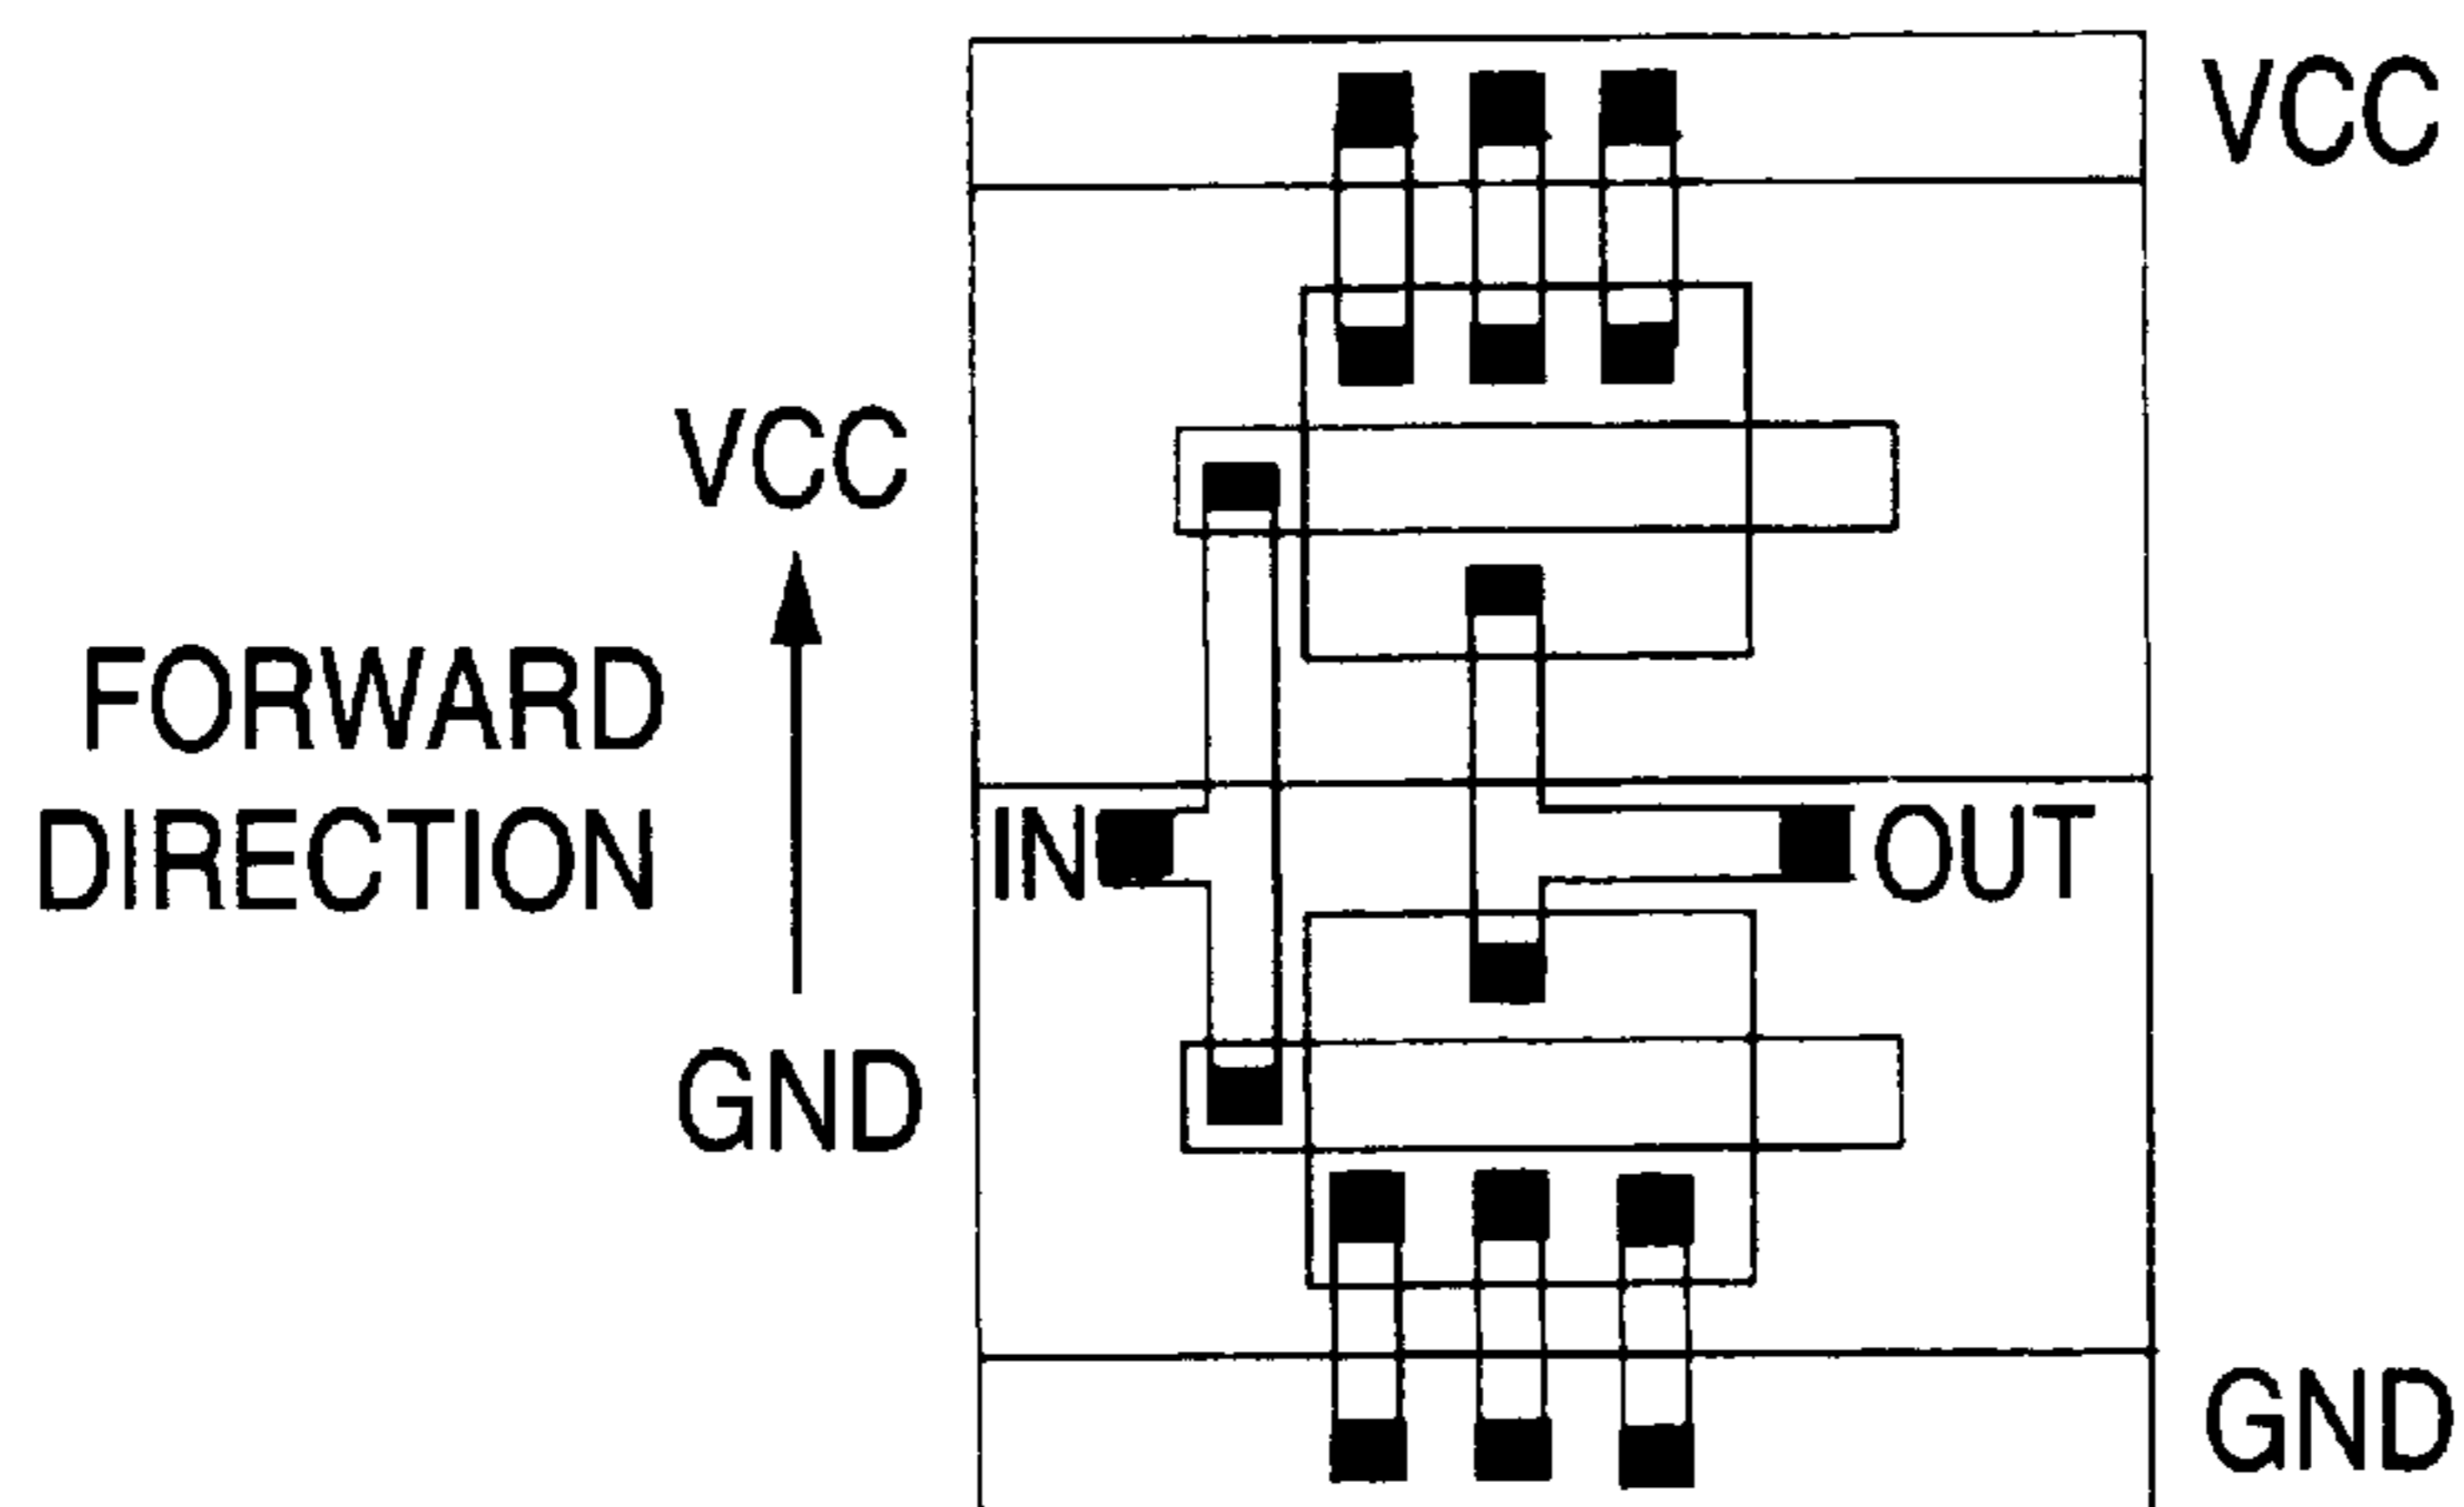 VCC
VCC
FORWARD
DIRECTION
IN
OUT
GND
GND